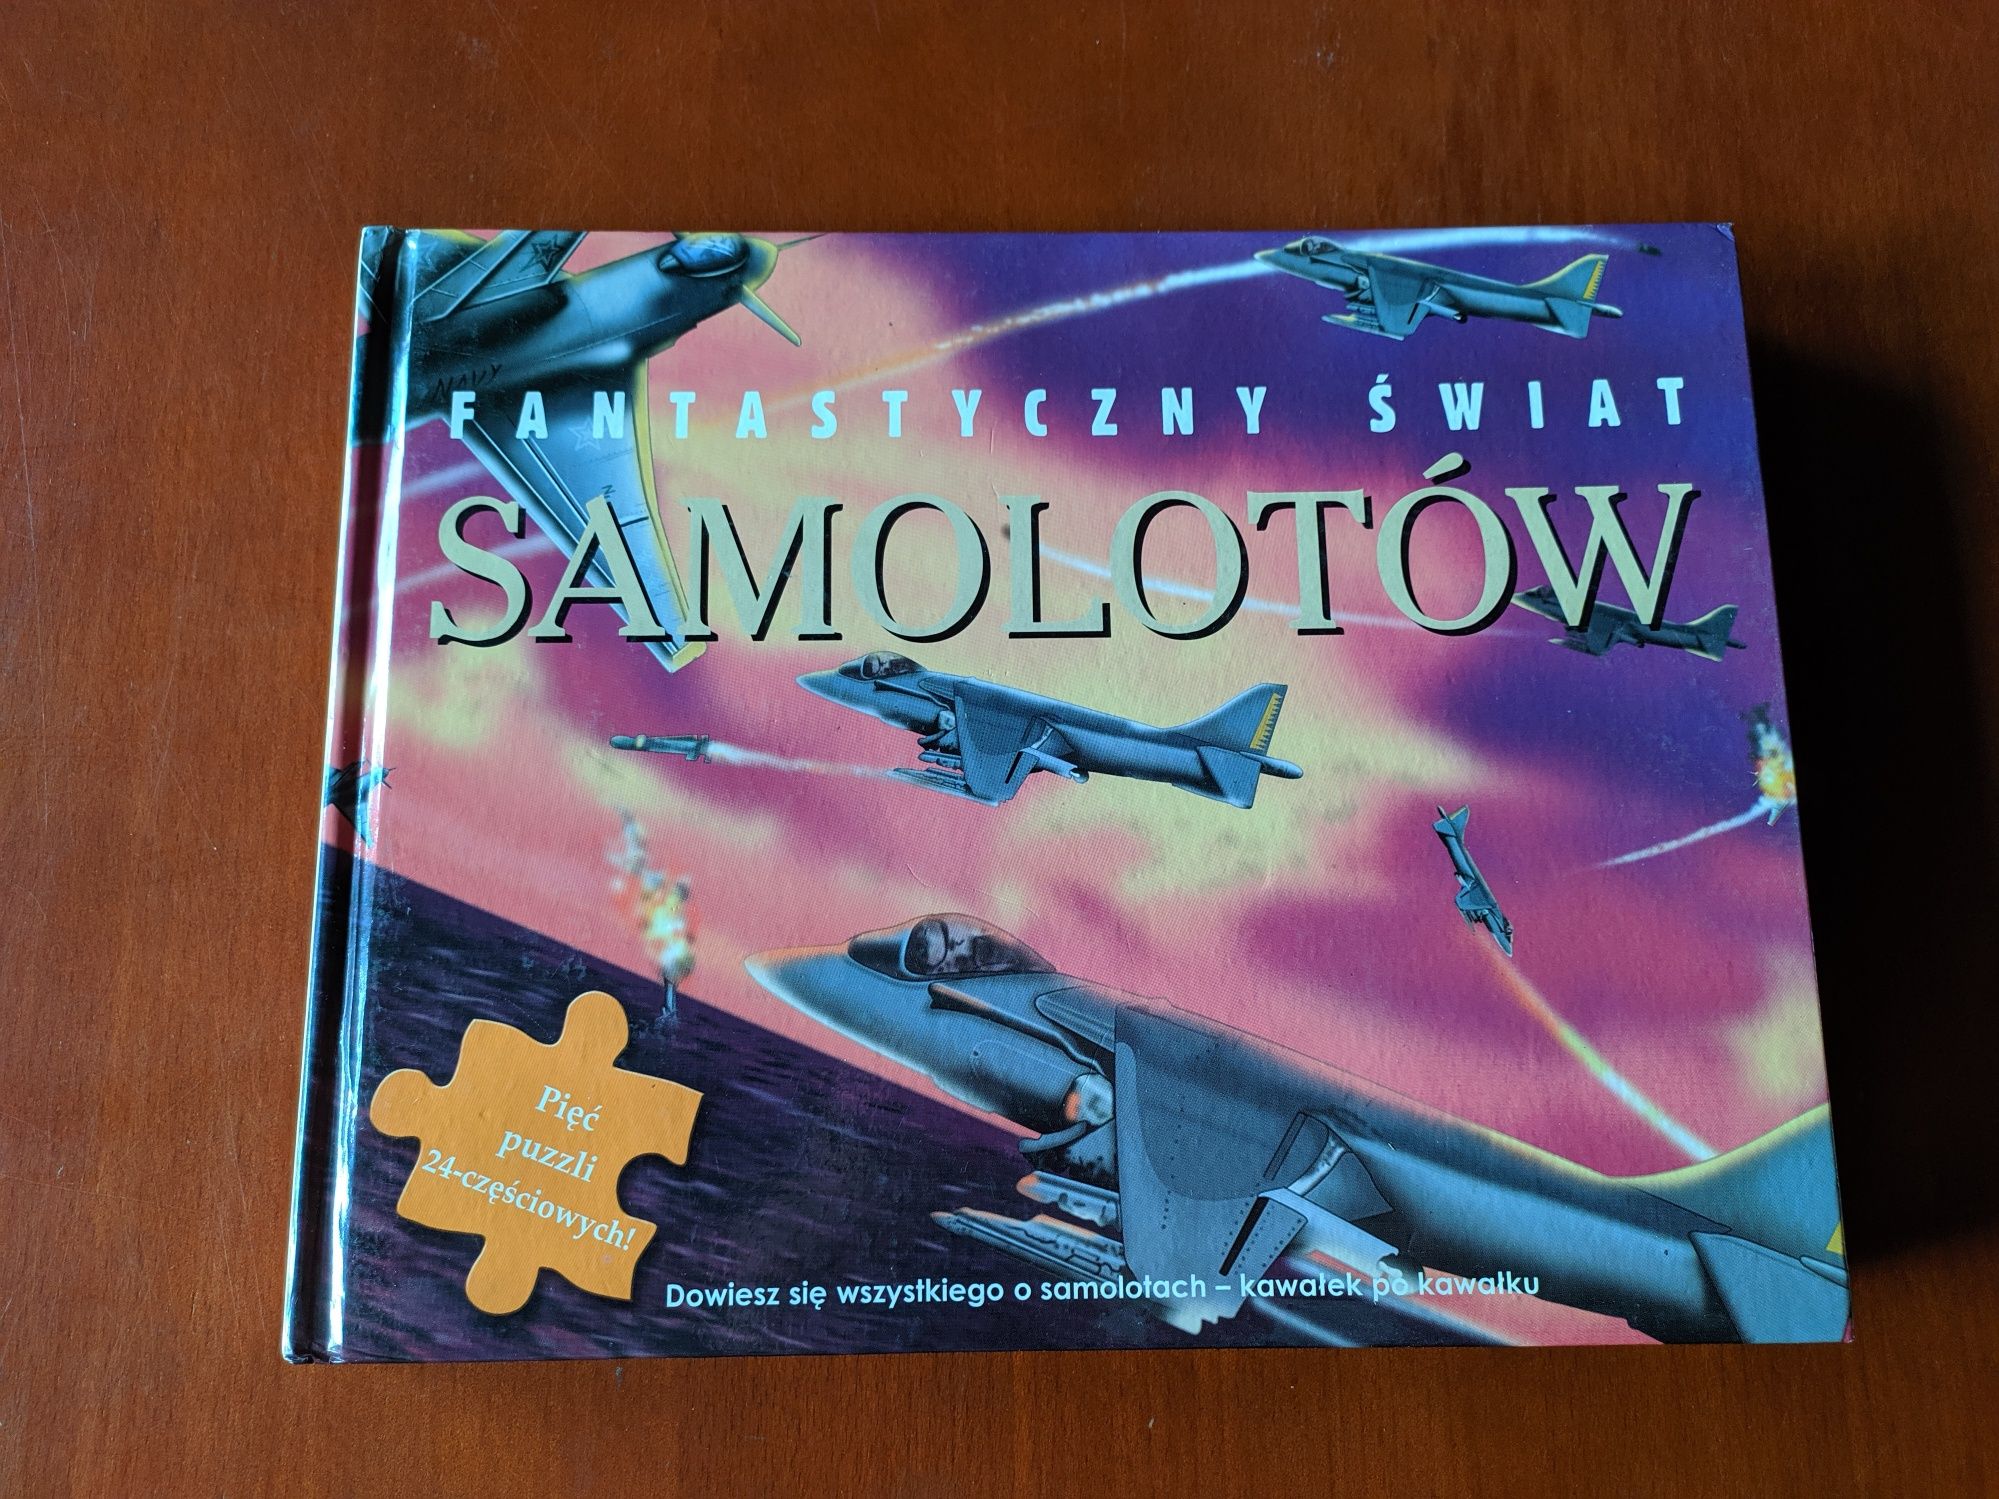 NAVY
FANTASTYCZNY ŚWIAT
SAMOLOTÓW
Pięć
puzzli
24-częściowych!
Dowiesz się wszystkiego o samolotach – kawałek po kawałku